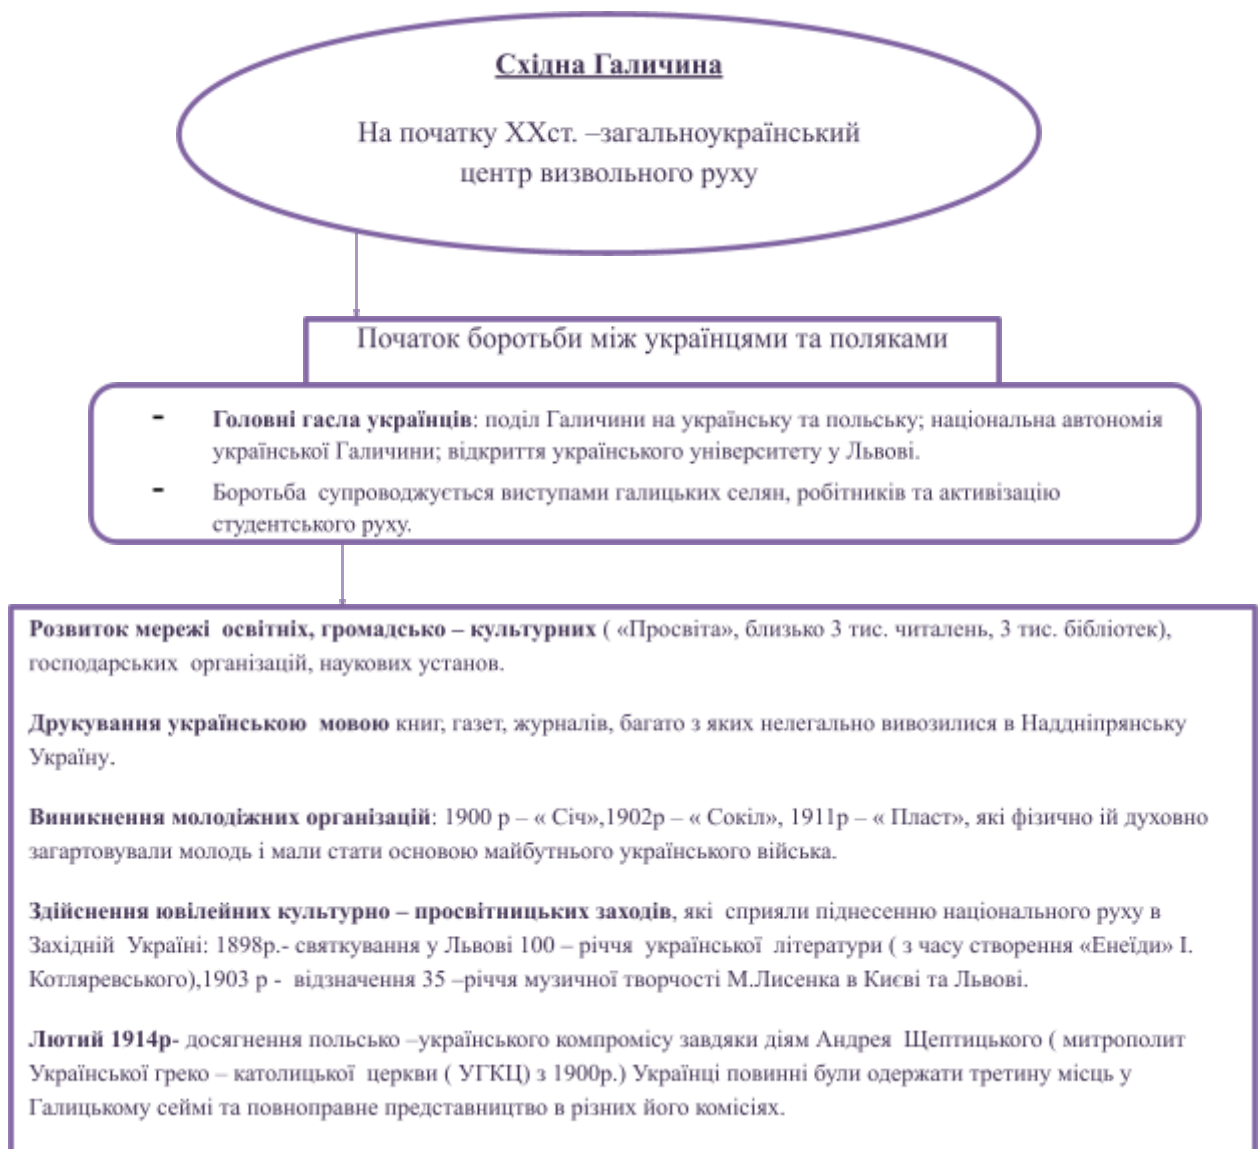 Східна Галичина
На початку ХХст. –загальноукраїнський
центр визвольного руху
Початок боротьби між українцями та поляками
- Головні гасла українців: поділ Галичини на українську та польську; національна автономія
української Галичини; відкриття українського університету у Львові.
- Боротьба супроводжується виступами галицьких селян, робітників та активізацію
студентського руху.
Розвиток мережі освітніх, громадсько – культурних ( «Просвіта», близько 3 тис. читалень, 3 тис. бібліотек),
господарських організацій, наукових установ.
Друкування українською мовою книг, газет, журналів, багато з яких нелегально вивозилися в Наддніпрянську
Україну.
Виникнення молодіжних організацій: 1900 р – « Січ»,1902р – « Сокіл», 1911р – « Пласт», які фізично ій духовно
загартовували молодь і мали стати основою майбутнього українського війська.
Здійснення ювілейних культурно – просвітницьких заходів, які сприяли піднесенню національного руху в
Західній Україні: 1898р.- святкування у Львові 100 – річчя української літератури ( з часу створення «Енеїди» І.
Котляревського),1903 р - відзначення 35 –річчя музичної творчості М.Лисенка в Києві та Львові.
Лютий 1914р- досягнення польсько –українського компромісу завдяки діям Андрея Щептицького ( митрополит
Української греко – католицької церкви ( УГКЦ) з 1900р.) Українці повинні були одержати третину місць у
Галицькому сеймі та повноправне представництво в різних його комісіях.